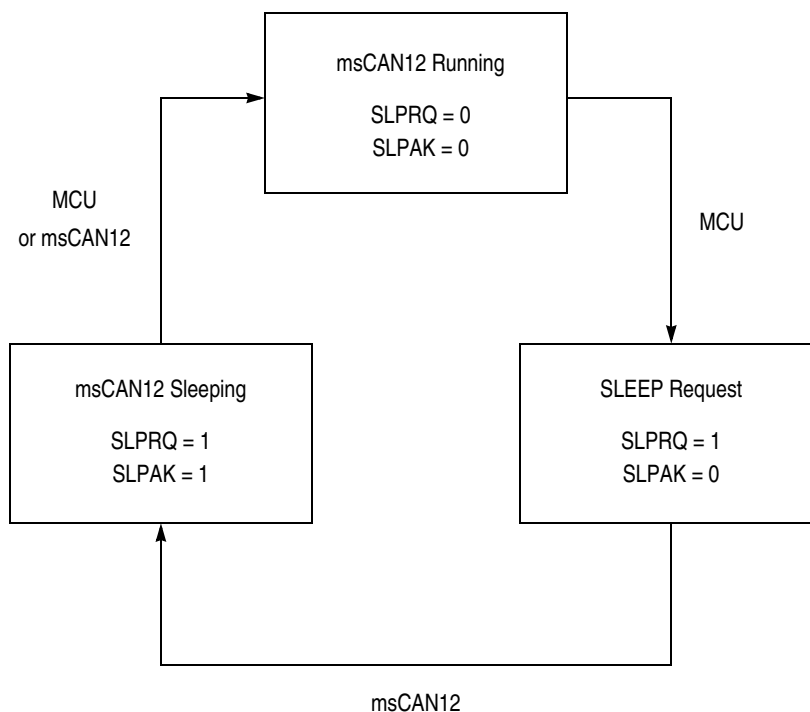 msCAN12 Running
SLPRQ = 0
SLPAK = 0
MCU
or msCAN12
MCU
msCAN12 Sleeping
SLPRQ = 1
SLPAK = 1
SLEEP Request
SLPRQ = 1
SLPAK = 0
msCAN12